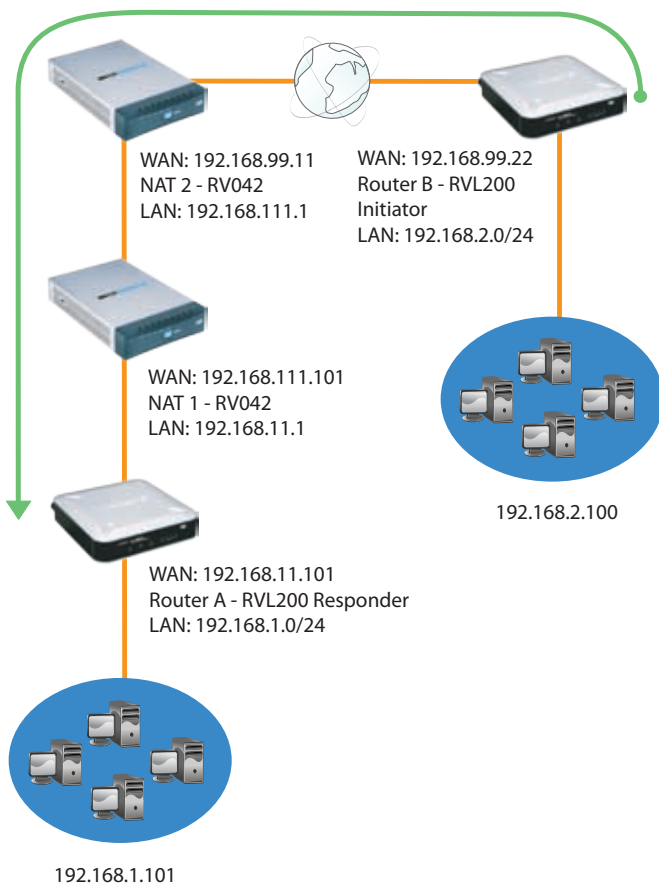 WAN: 192.168.99.11
NAT 2 - RV042
LAN: 192.168.111.1
WAN: 192.168.99.22
Router B - RVL200
Initiator
LAN: 192.168.2.0/24
WAN: 192.168.111.101
NAT 1 - RV042
LAN: 192.168.11.1
192.168.2.100
WAN: 192.168.11.101
Router A - RVL200 Responder
LAN: 192.168.1.0/24
192.168.1.101